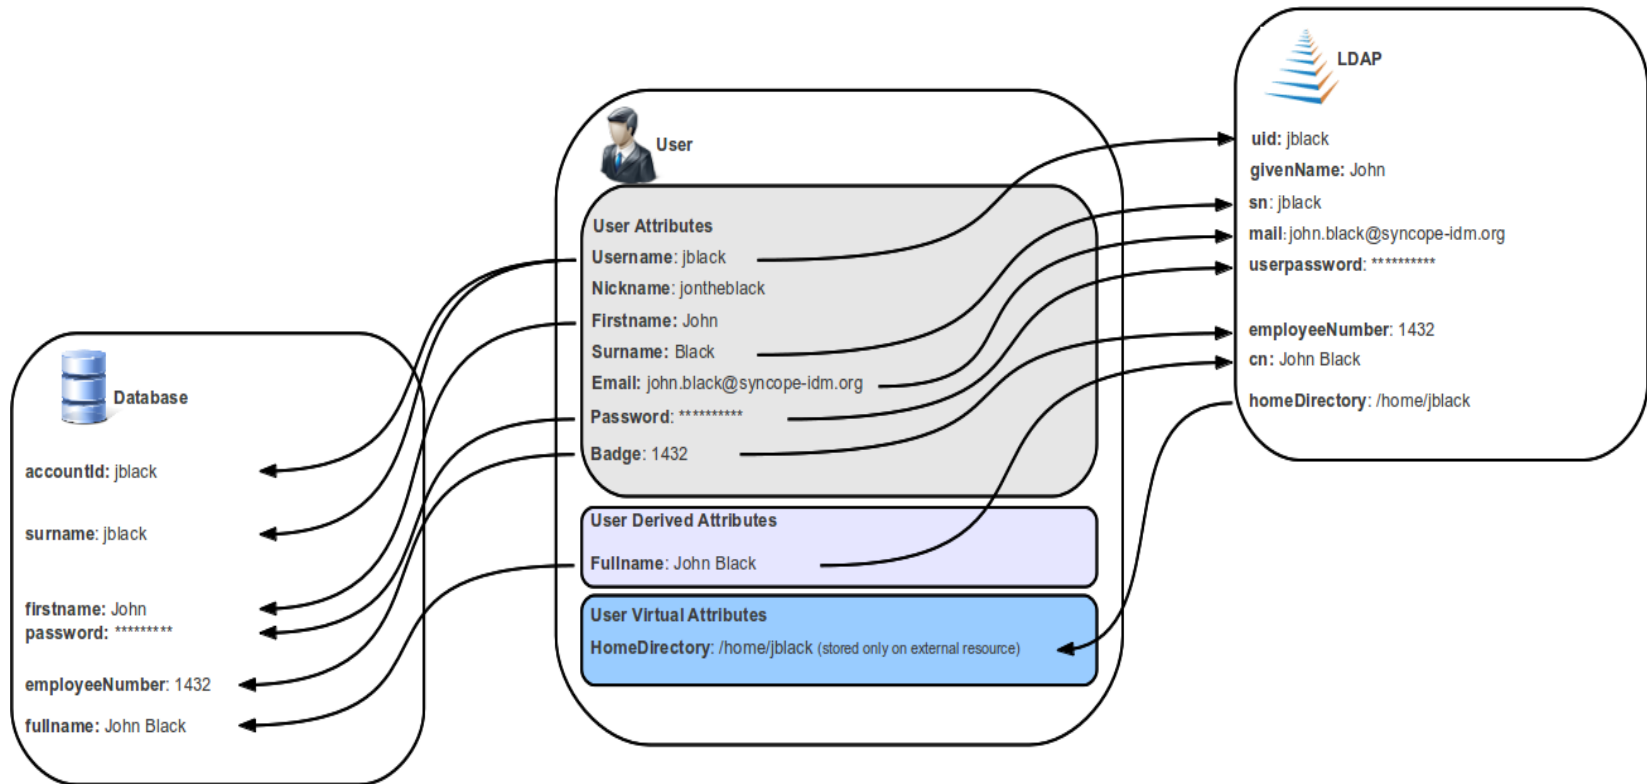 Database
accountId: jblack
surname: jblack
firstname: John
password: *********
employeeNumber: 1432
fullname: John Black
User
User Attributes
Username: jblack
Nickname: jontheblack
Firstname: John
Surname: Black
Email: john.black@syncope-idm.org
Password: **********
Badge: 1432
User Derived Attributes
Fullname: John Black
User Virtual Attributes
HomeDirectory: /home/jblack (stored only on external resource)
LDAP
uid: jblack
givenName: John
sn: jblack
mail:john.black@syncope-idm.org
userpassword: **********
employeeNumber: 1432
cn: John Black
homeDirectory: /home/jblack